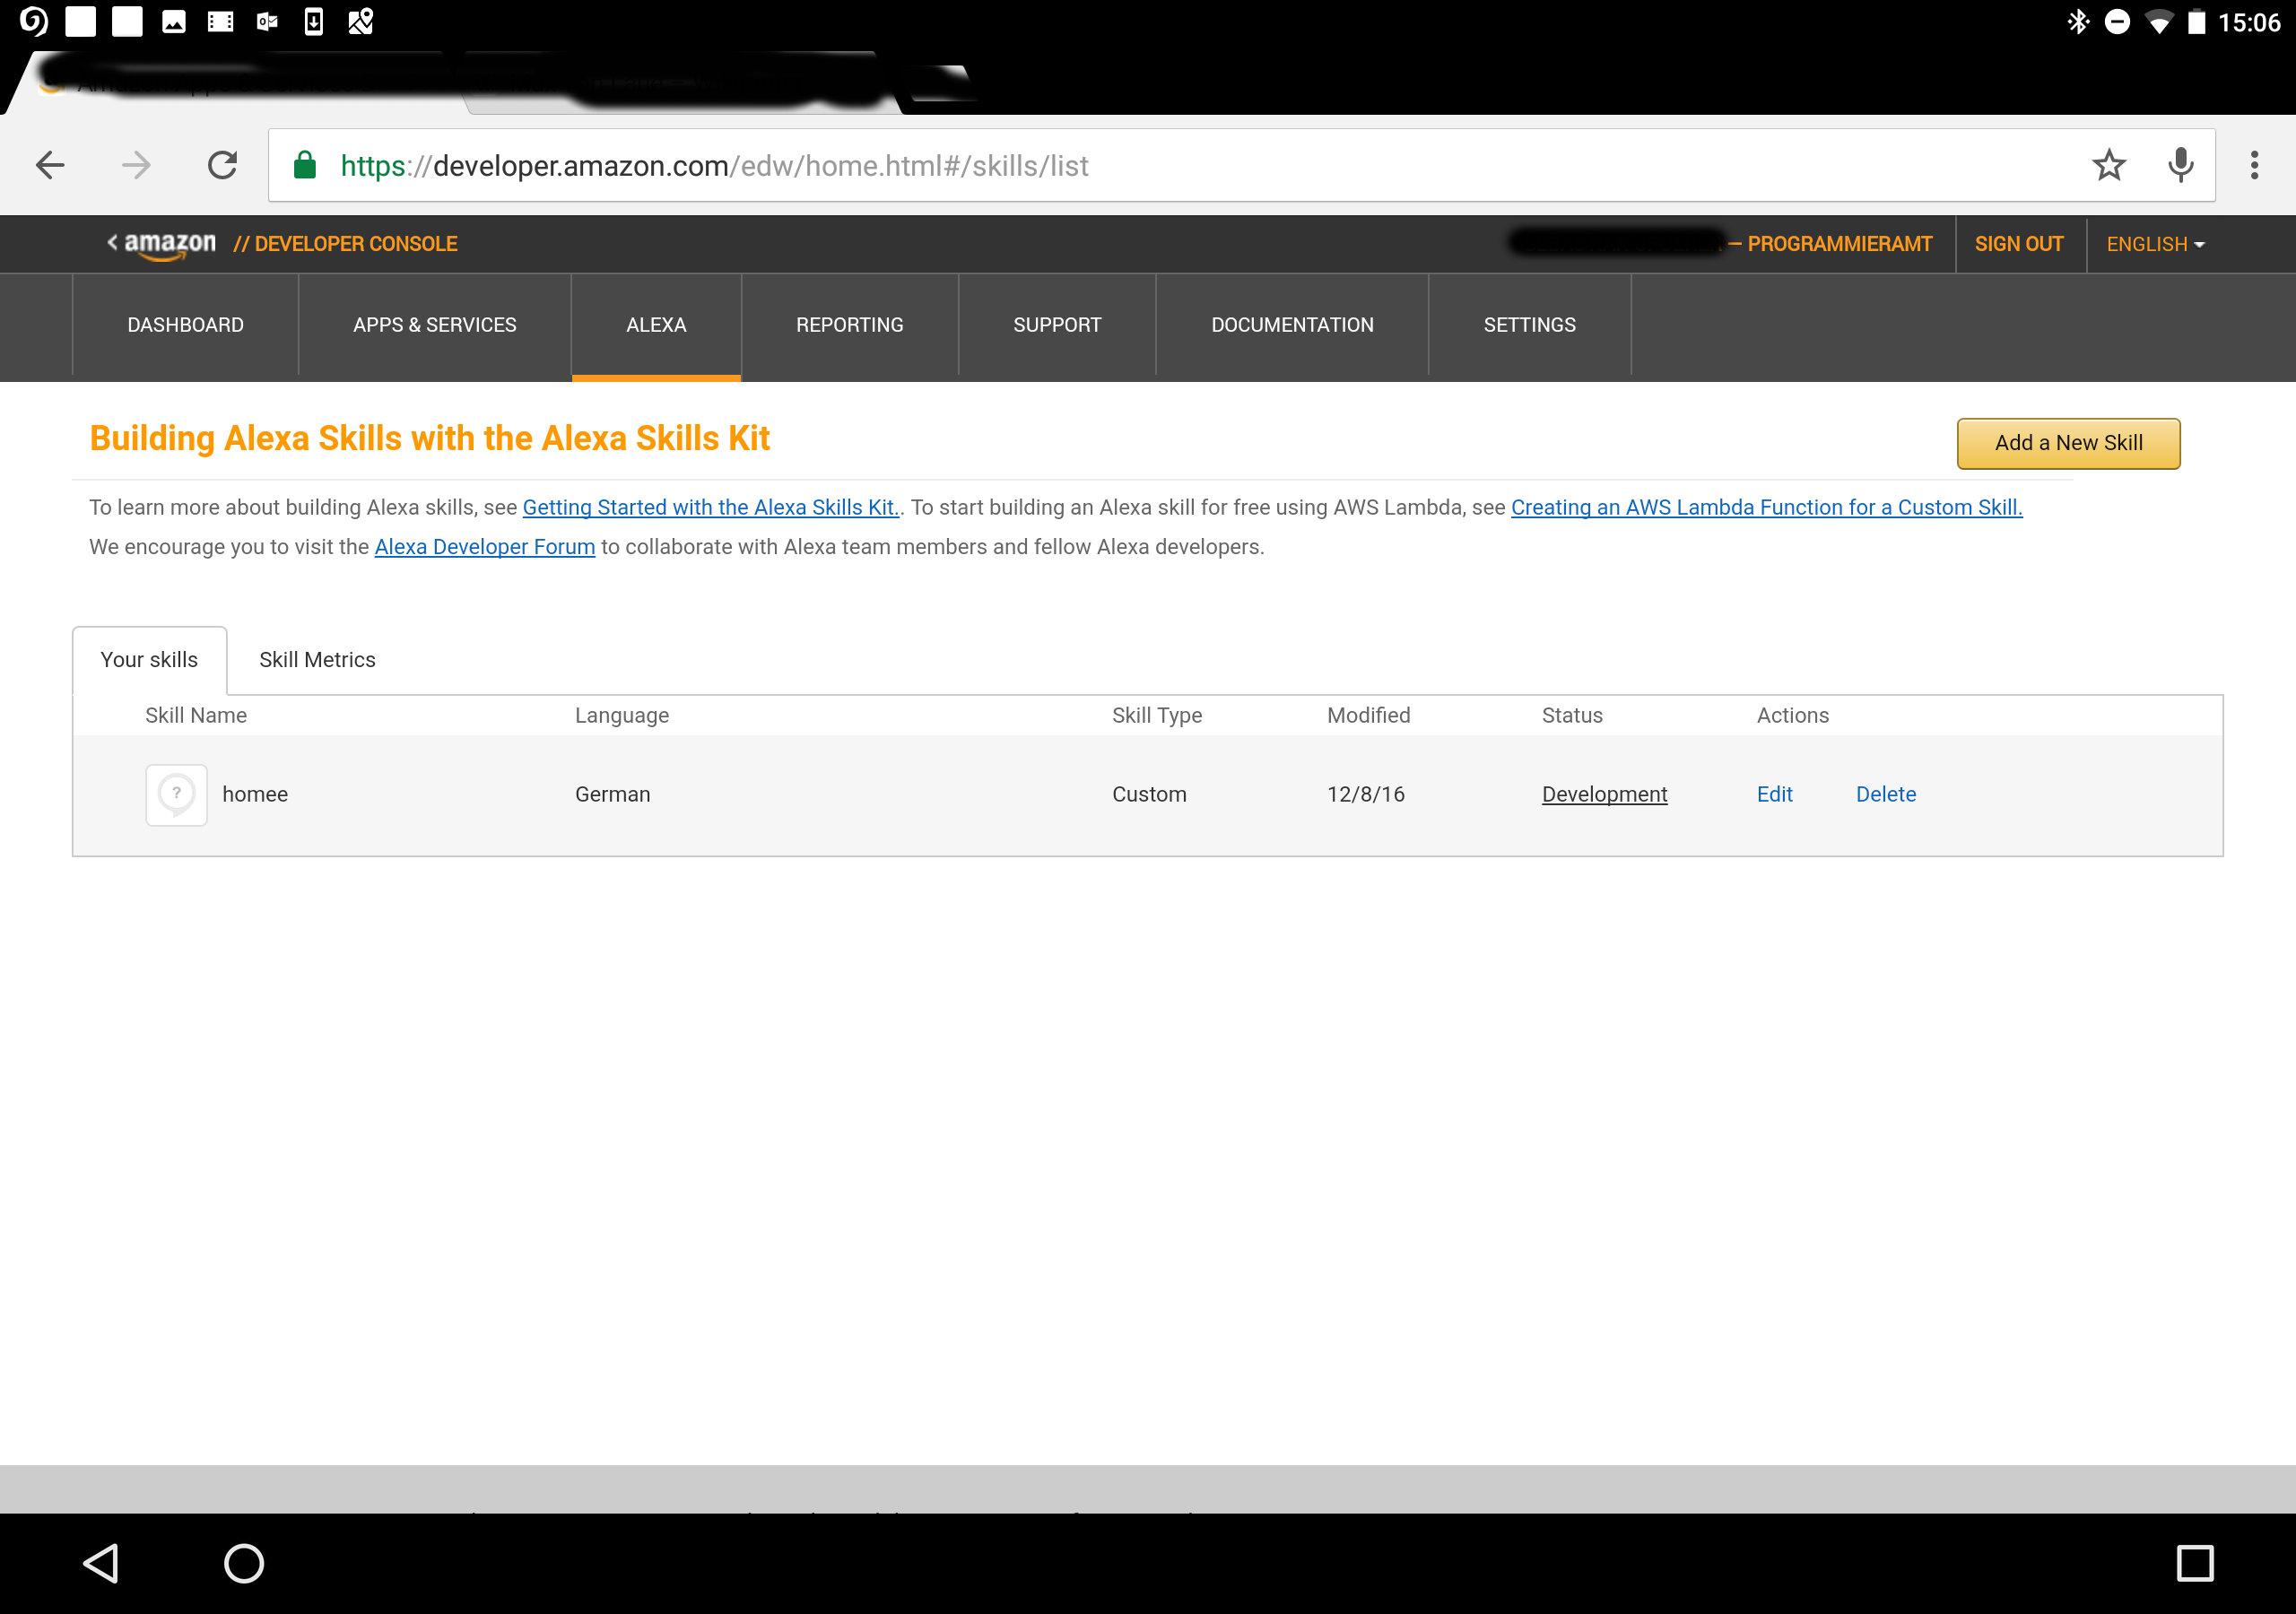 15:06
https://developer.amazon.com/edw/home.html#/skills/list
amazon // DEVELOPER CONSOLE
– PROGRAMMIERAMT
SIGN OUT
ENGLISH
DASHBOARD
APPS & SERVICES
ALEXA
REPORTING
SUPPORT
DOCUMENTATION
SETTINGS
Building Alexa Skills with the Alexa Skills Kit
Add a New Skill
To learn more about building Alexa skills, see Getting Started with the Alexa Skills Kit.. To start building an Alexa skill for free using AWS Lambda, see Creating an AWS Lambda Function for a Custom Skill.
We encourage you to visit the Alexa Developer Forum to collaborate with Alexa team members and fellow Alexa developers.
Your skills
Skill Metrics
Skill Name Language Skill Type Modified Status Actions
? homee German Custom 12/8/16 Development Edit Delete